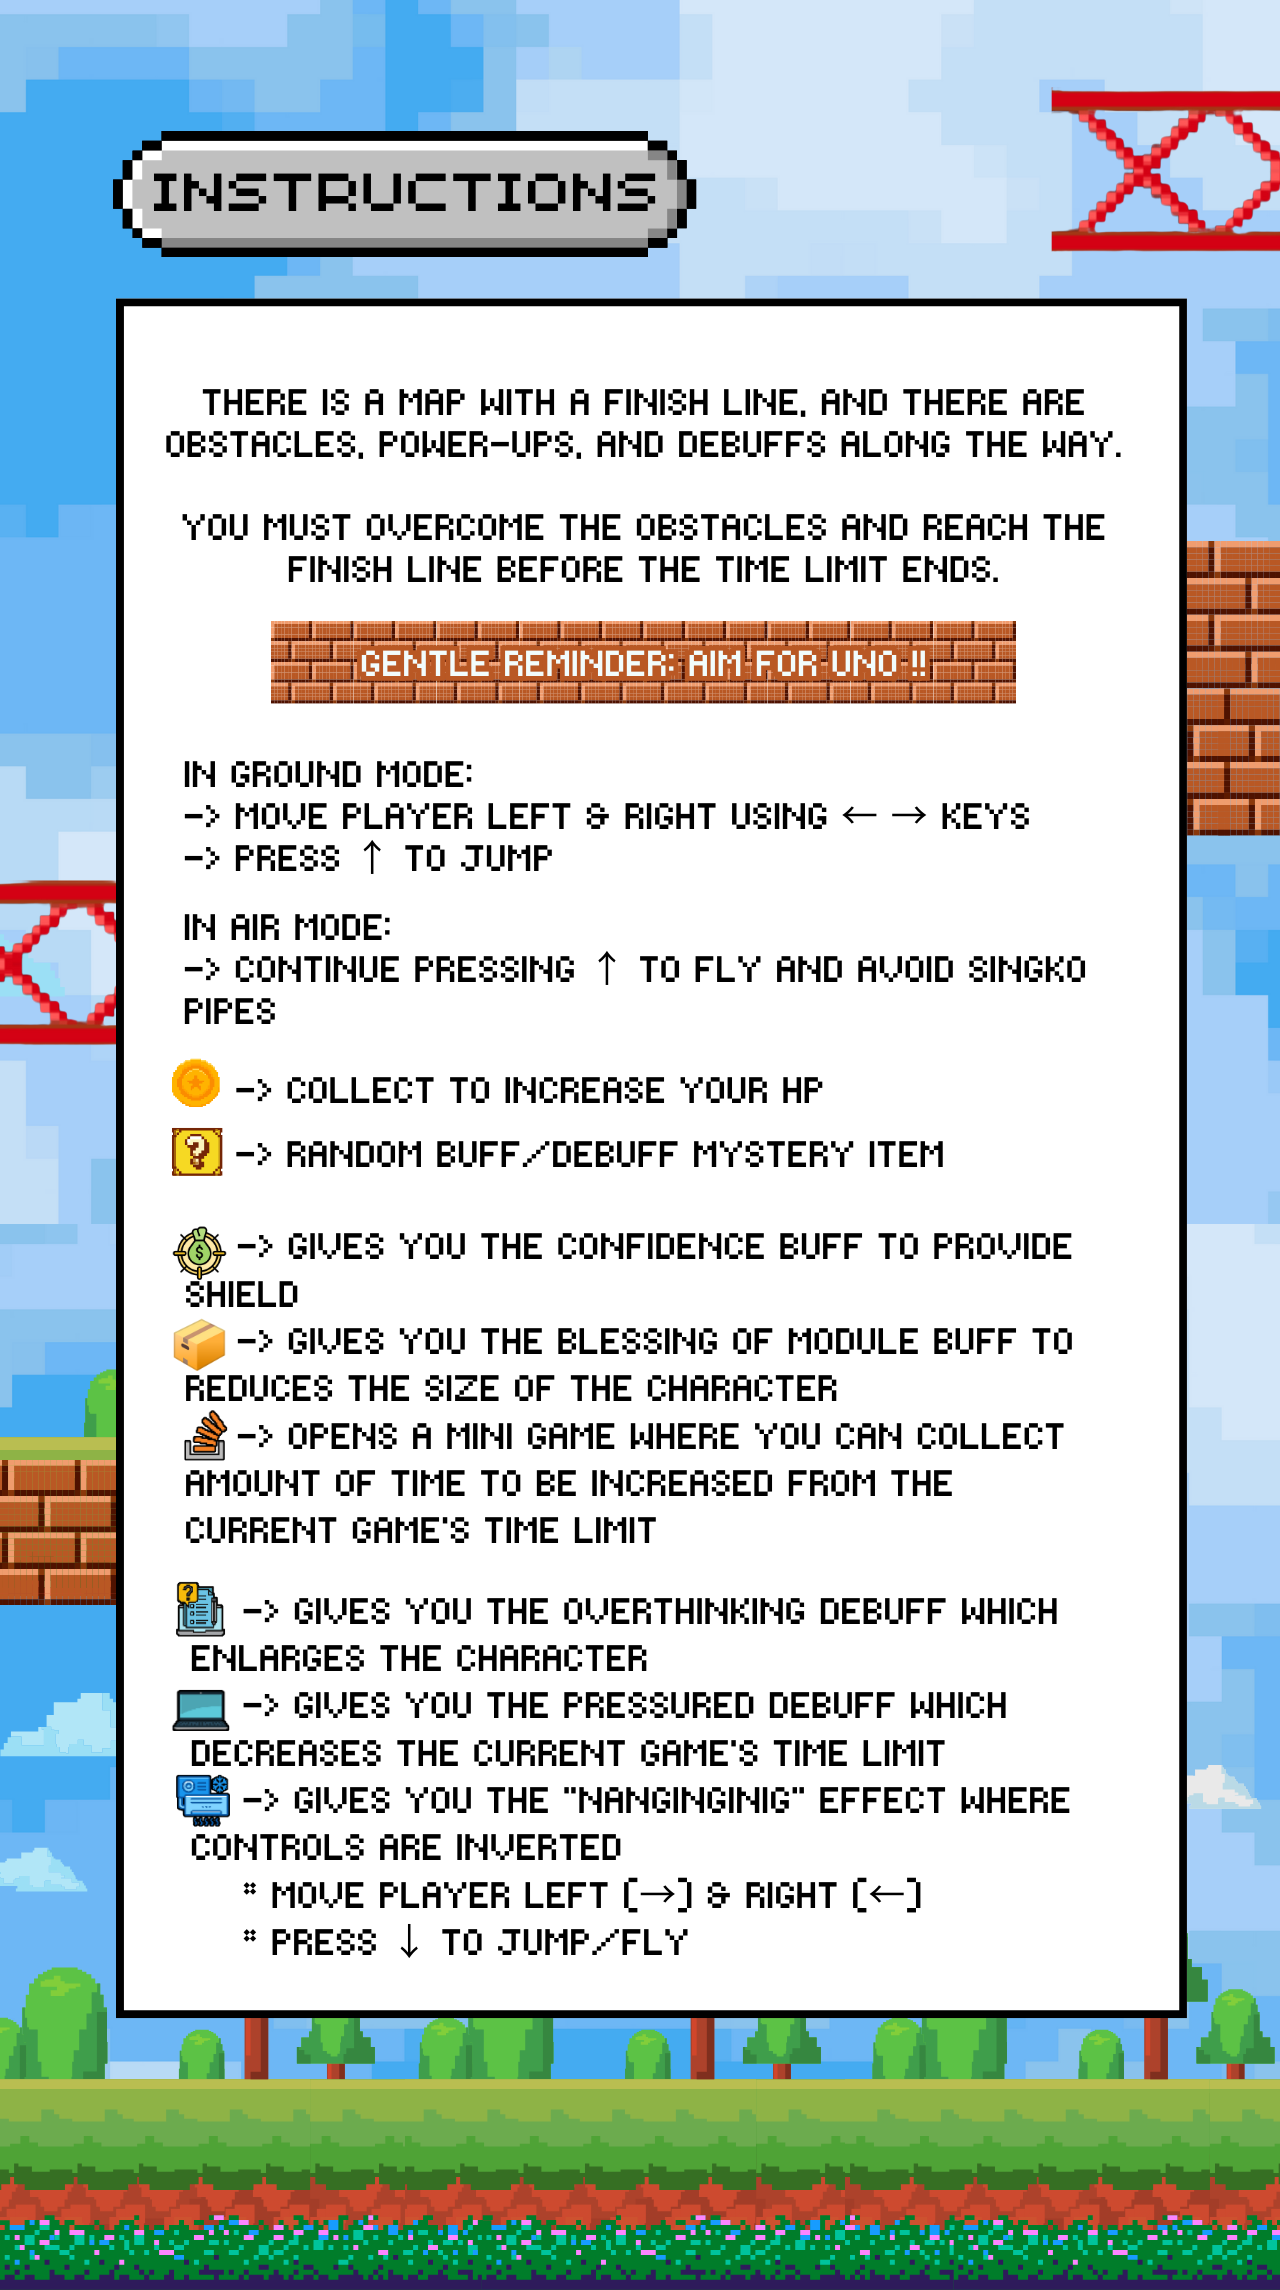 INSTRUCTIONS
THERE IS A MAP WITH A FINISH LINE, AND THERE ARE
OBSTACLES, POWER-UPS, AND DEBUFFS ALONG THE WAY.
YOU MUST OVERCOME THE OBSTACLES AND REACH THE
FINISH LINE BEFORE THE TIME LIMIT ENDS.
GENTLE REMINDER: AIM FOR UNO !!
IN GROUND MODE:
-> MOVE PLAYER LEFT & RIGHT USING ← → KEYS
-> PRESS ↑ TO JUMP
IN AIR MODE:
-> CONTINUE PRESSING ↑ TO FLY AND AVOID SINGKO
PIPES
-> COLLECT TO INCREASE YOUR HP
? -> RANDOM BUFF/DEBUFF MYSTERY ITEM
$ -> GIVES YOU THE CONFIDENCE BUFF TO PROVIDE
SHIELD
-> GIVES YOU THE BLESSING OF MODULE BUFF TO
REDUCES THE SIZE OF THE CHARACTER
-> OPENS A MINI GAME WHERE YOU CAN COLLECT
AMOUNT OF TIME TO BE INCREASED FROM THE
CURRENT GAME'S TIME LIMIT
? -> GIVES YOU THE OVERTHINKING DEBUFF WHICH
ENLARGES THE CHARACTER
-> GIVES YOU THE PRESSURED DEBUFF WHICH
DECREASES THE CURRENT GAME'S TIME LIMIT
-> GIVES YOU THE "NANGINGINIG" EFFECT WHERE
CONTROLS ARE INVERTED
* MOVE PLAYER LEFT (→) & RIGHT (←)
* PRESS ↓ TO JUMP/FLY